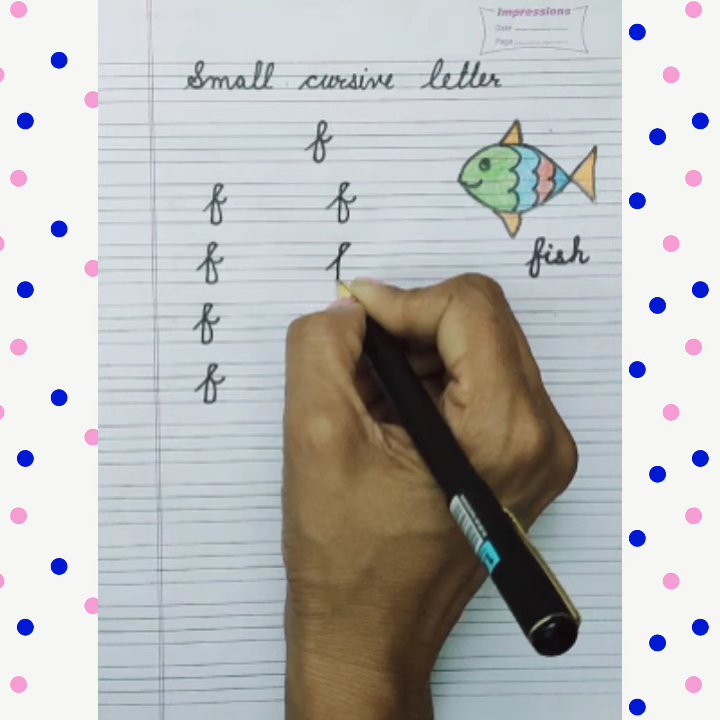 Impressions
Date
Page
Small cursive letter
f
f f
fish
f f
f
f